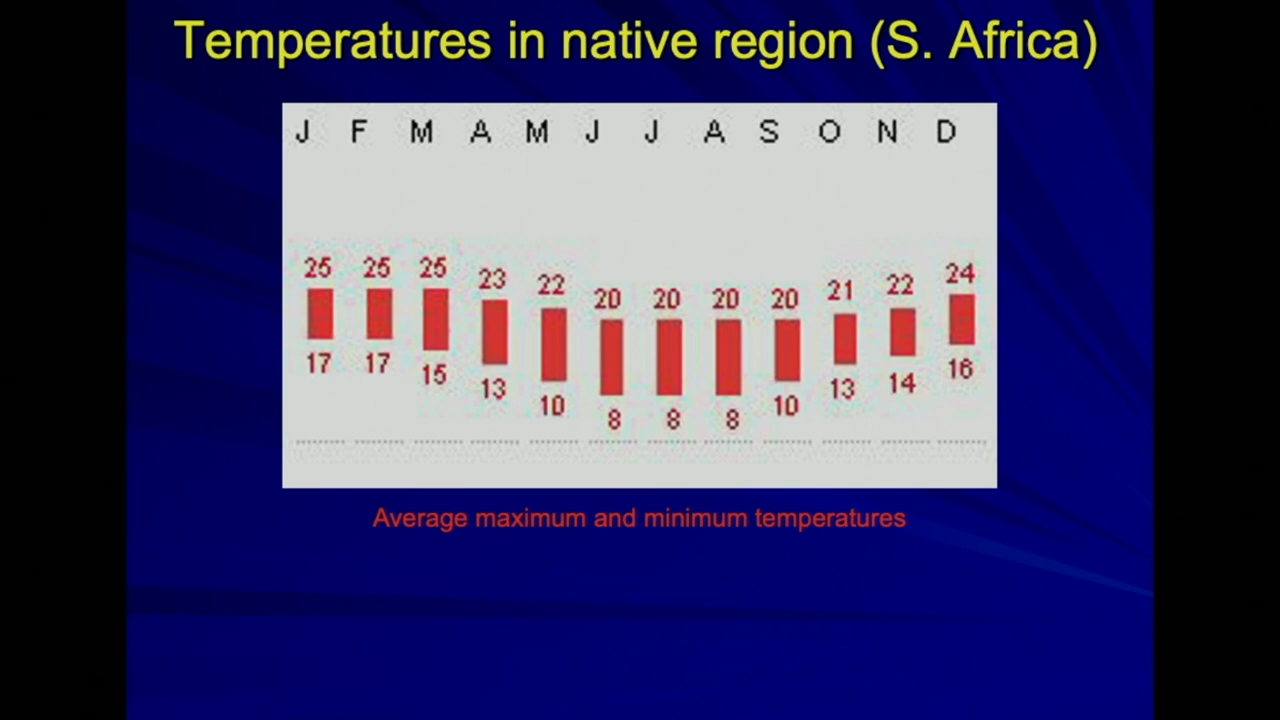 Temperatures in native region (S. Africa)
J F M A M J J A S O N D
25 25 25 23 22 20 20 20 20 21 22 24
17 17 15 13 10 8 8 8 10 13 14 16
Average maximum and minimum temperatures